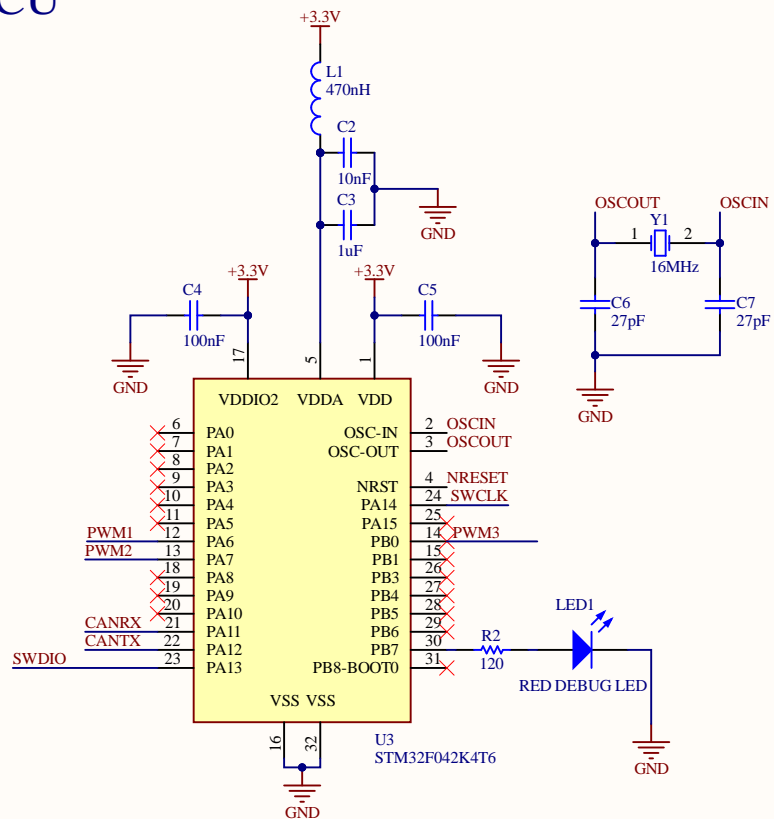 +3.3V
L1
470nH
C2
10nF
C3
1uF
GND
OSCOUT
OSCIN
Y1
1
2
16MHz
C6
27pF
C7
27pF
GND
+3.3V
+3.3V
C4
100nF
C5
100nF
GND
GND
17
5
1
VDDIO2 VDDA VDD
6 PA0
7 PA1
8 PA2
9 PA3
10 PA4
11 PA5
PWM1 12 PA6
PWM2 13 PA7
18 PA8
19 PA9
20 PA10
CANRX 21 PA11
CANTX 22 PA12
SWDIO 23 PA13
OSC-IN 2 OSCIN
OSC-OUT 3 OSCOUT
NRST 4 NRESET
PA14 24 SWCLK
PA15 25
PB0 14 PWM3
PB1 15
PB3 26
PB4 27
PB5 28
PB6 29
PB7 30
PB8-BOOT0 31
R2
120
LED1
RED DEBUG LED
GND
VSS VSS
16
32
GND
U3
STM32F042K4T6